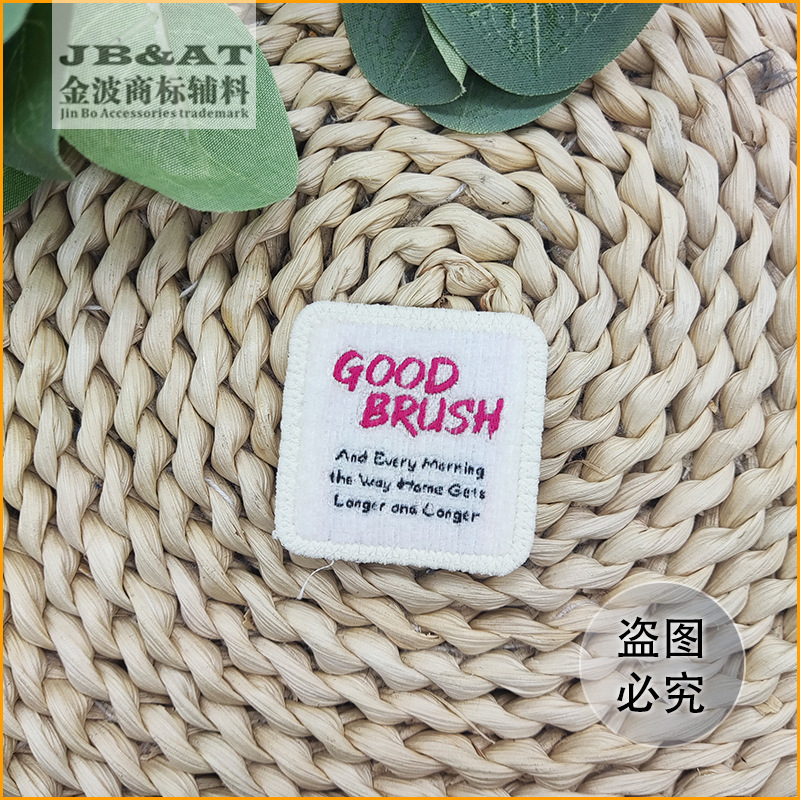 JB&AT
金波商标辅料
Jin Bo Accessories trademark
GOOD
BRUSH
And Every Morning
the Way Home Gets
Longer and Longer
盗图
必究